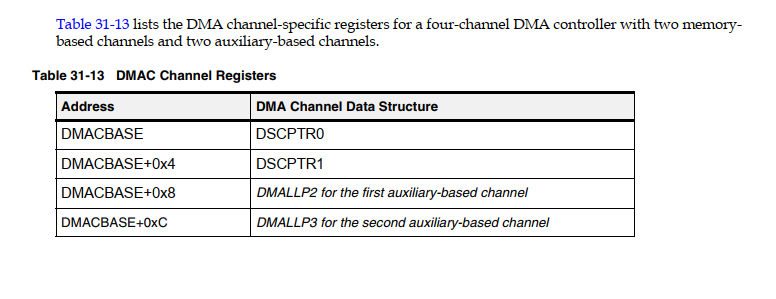 Table 31-13 lists the DMA channel-specific registers for a four-channel DMA controller with two memory-
based channels and two auxiliary-based channels.
Table 31-13 DMAC Channel Registers
Address DMA Channel Data Structure
DMACBASE DSCPTR0
DMACBASE+0x4 DSCPTR1
DMACBASE+0x8 DMALLP2 for the first auxiliary-based channel
DMACBASE+0xC DMALLP3 for the second auxiliary-based channel